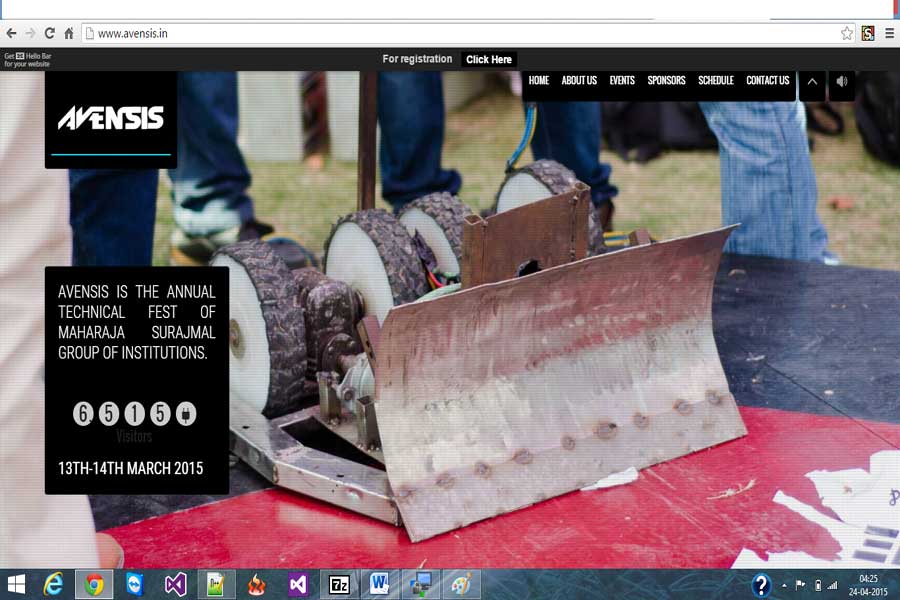 www.avensis.in
Get Hello Bar
for your website
For registration Click Here
HOME ABOUT US EVENTS SPONSORS SCHEDULE CONTACT US
AVENSIS
AVENSIS IS THE ANNUAL
TECHNICAL FEST OF
MAHARAJA SURAJMAL
GROUP OF INSTITUTIONS.
6 5 1 5
Visitors
13TH-14TH MARCH 2015
7z
W
?
04:25
24-04-2015